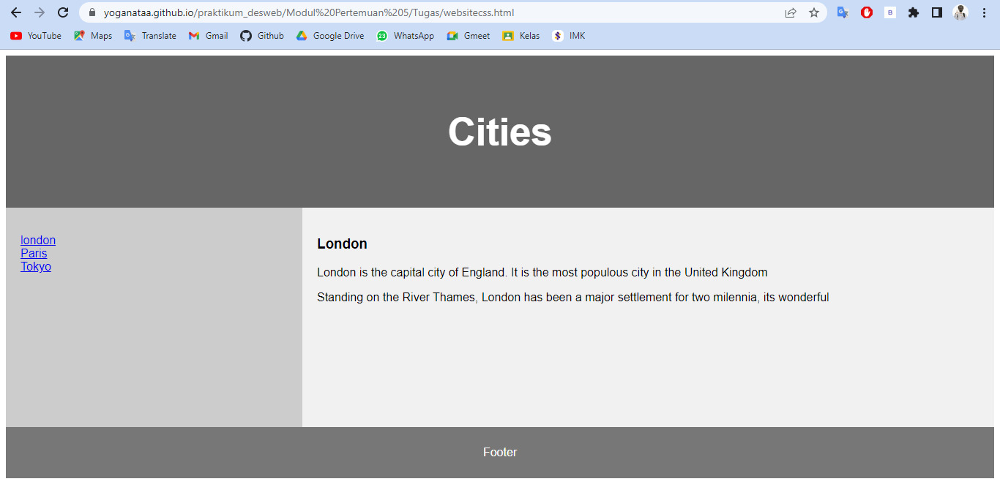 yoganataa.github.io/praktikum_desweb/Modul%20Pertemuan%205/Tugas/websitecss.html
B
YouTube Maps Translate Gmail Github Google Drive 23 WhatsApp Gmeet Kelas IMK
Cities
london
Paris
Tokyo
London
London is the capital city of England. It is the most populous city in the United Kingdom
Standing on the River Thames, London has been a major settlement for two milennia, its wonderful
Footer